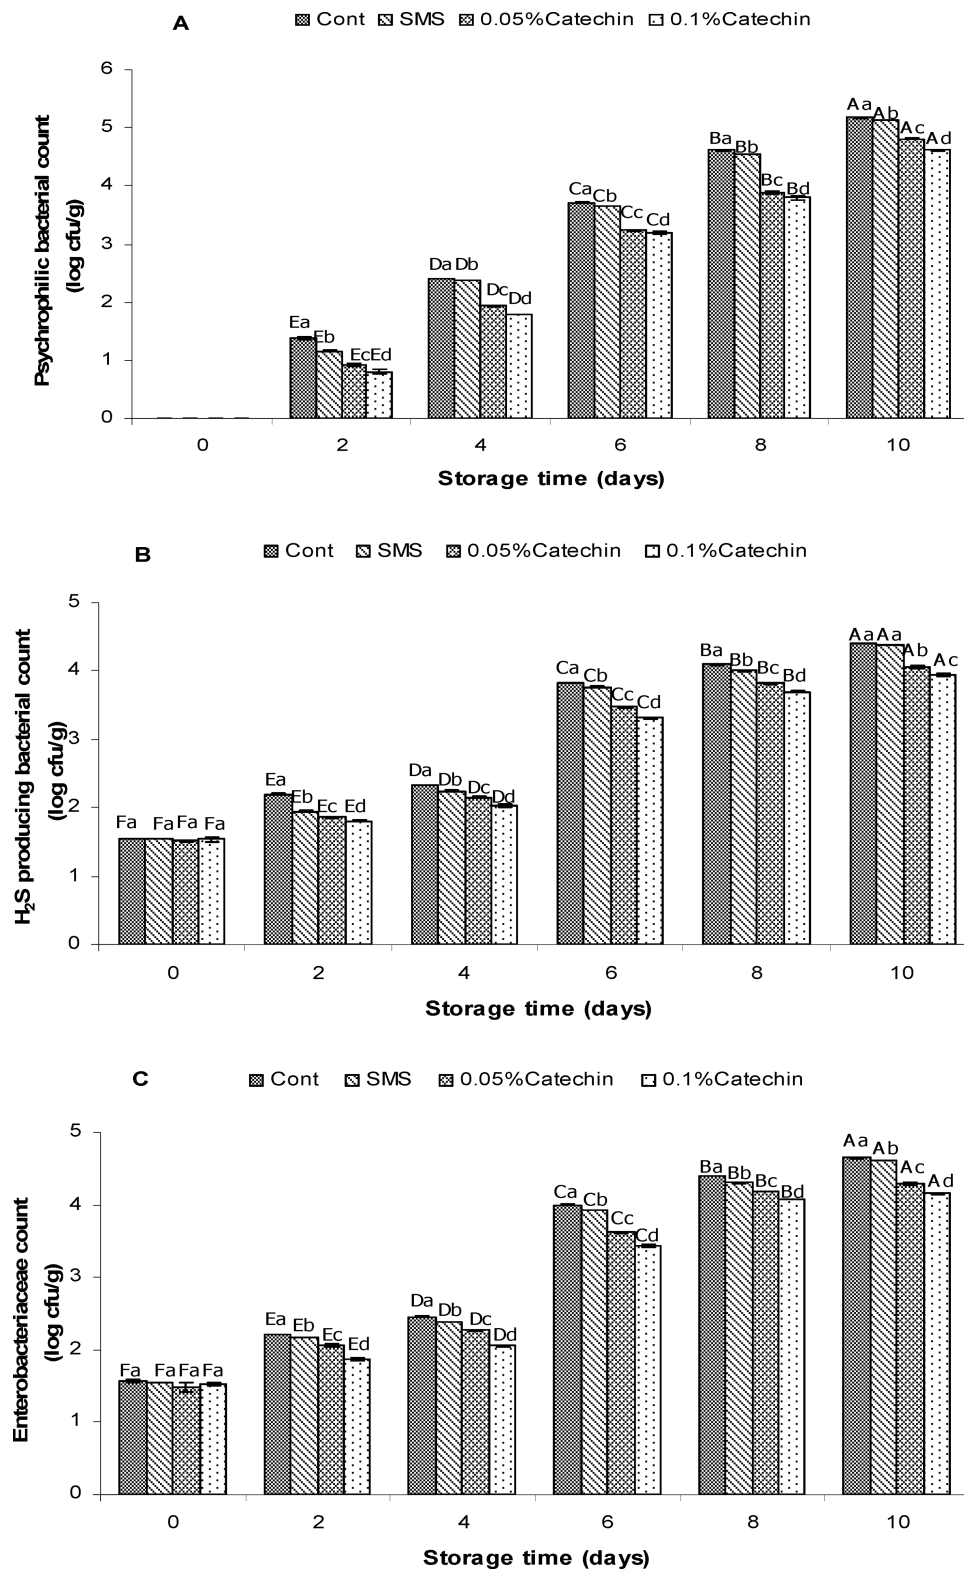 A
Cont SMS 0.05%Catechin 0.1%Catechin
Psychrophilic bacterial count
(log cfu/g)
6
5
4
3
2
1
0
Ea Eb Ec Ed
Da Db Dc Dd
Ca Cb Cc Cd
Ba Bb Bc Bd
Aa Ab Ac Ad
0 2 4 6 8 10
Storage time (days)
B
Cont SMS 0.05%Catechin 0.1%Catechin
H₂S producing bacterial count
(log cfu/g)
5
4
3
2
1
0
Fa Fa Fa Fa
Ea Eb Ec Ed
Da Db Dc Dd
Ca Cb Cc Cd
Ba Bb Bc Bd
Aa Aa Ab Ac
0 2 4 6 8 10
Storage time (days)
C
Cont SMS 0.05%Catechin 0.1%Catechin
Enterobacteriaceae count
(log cfu/g)
5
4
3
2
1
0
Fa Fa Fa Fa
Ea Eb Ec Ed
Da Db Dc Dd
Ca Cb Cc Cd
Ba Bb Bc Bd
Aa Ab Ac Ad
0 2 4 6 8 10
Storage time (days)